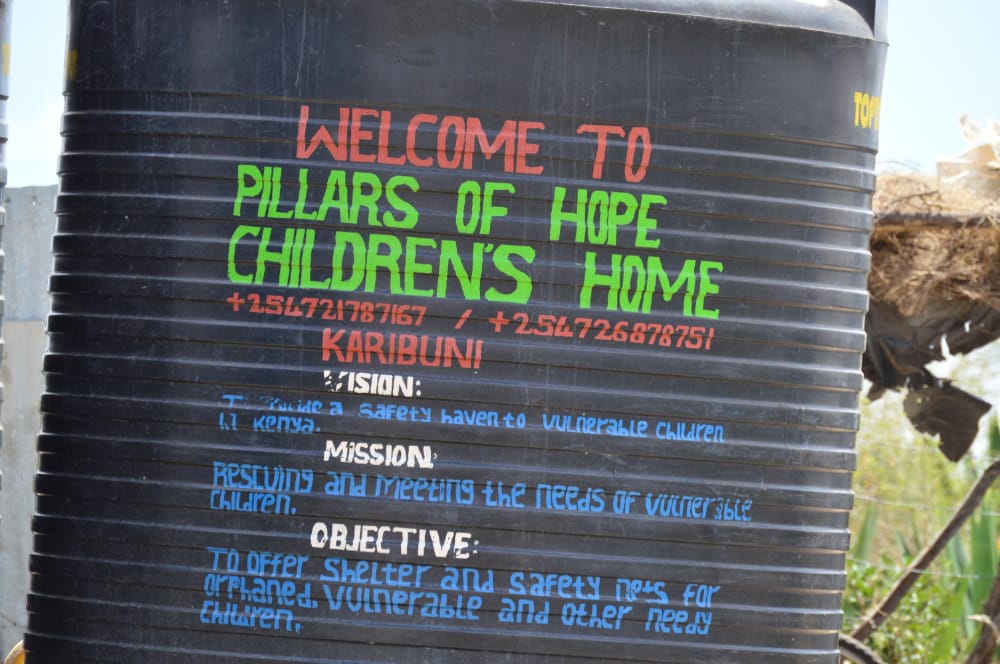 WELCOME TO
PILLARS OF HOPE
CHILDREN'S HOME
+254721787167 / +254726878751
KARIBUNI
VISION:
To provide a safety haven to vulnerable children
in Kenya.
MISSION:
Rescuing and meeting the needs of vulnerable
children.
OBJECTIVE:
TO OFFER SHELTER AND SAFETY nets for
orphaned, vulnerable and other needy
children.